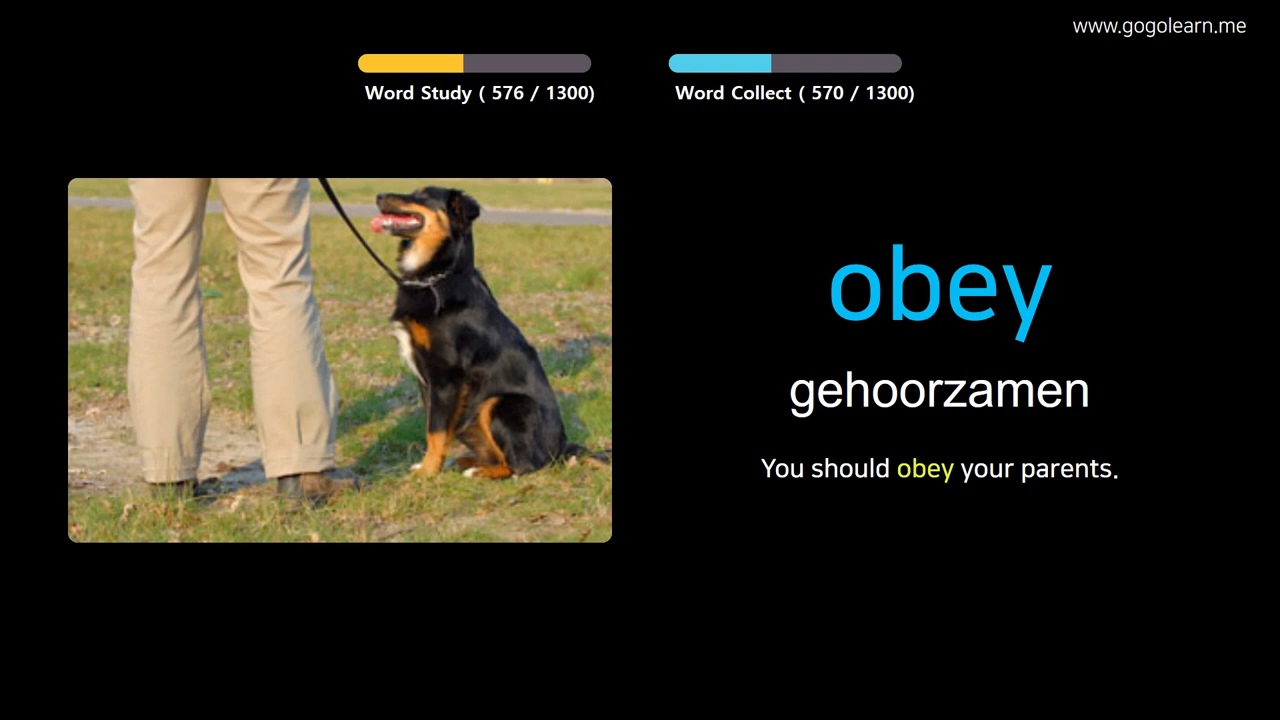 www.gogolearn.me
Word Study ( 576 / 1300)
Word Collect ( 570 / 1300)
obey
gehoorzamen
You should obey your parents.